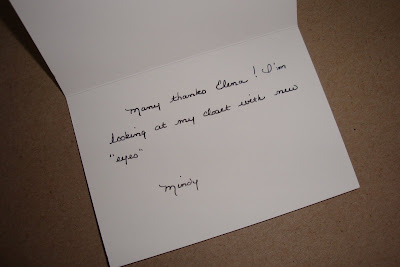 Many thanks Elena! I'm
looking at my closet with new
"eyes"
Mindy